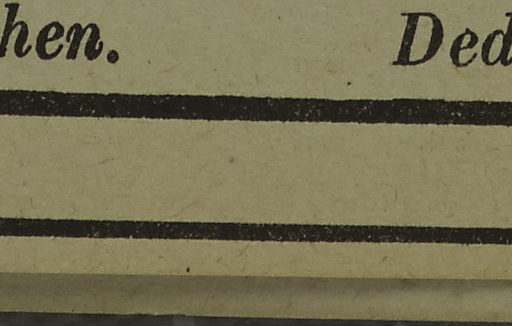 hen. Ded